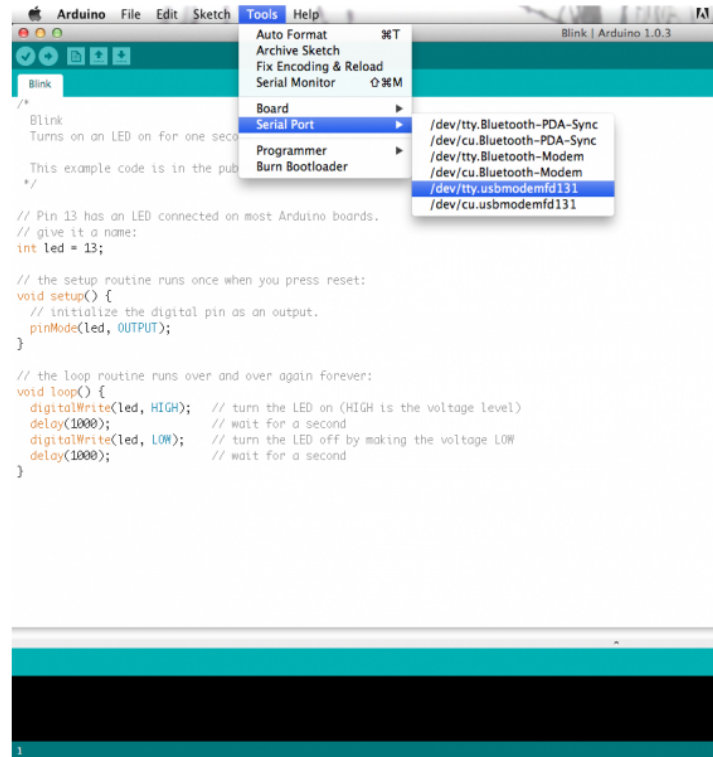 Arduino File Edit Sketch Tools Help
Blink | Arduino 1.0.3
Auto Format ⌘T
Archive Sketch
Fix Encoding & Reload
Serial Monitor ⇧⌘M
Board
Serial Port
Programmer
Burn Bootloader
/dev/tty.Bluetooth-PDA-Sync
/dev/cu.Bluetooth-PDA-Sync
/dev/tty.Bluetooth-Modem
/dev/cu.Bluetooth-Modem
/dev/tty.usbmodemfd131
/dev/cu.usbmodemfd131
Blink
/*
  Blink
  Turns on an LED on for one seco
  This example code is in the pub
 */
// Pin 13 has an LED connected on most Arduino boards.
// give it a name:
int led = 13;
// the setup routine runs once when you press reset:
void setup() {
  // initialize the digital pin as an output.
  pinMode(led, OUTPUT);
}
// the loop routine runs over and over again forever:
void loop() {
  digitalWrite(led, HIGH);   // turn the LED on (HIGH is the voltage level)
  delay(1000);               // wait for a second
  digitalWrite(led, LOW);    // turn the LED off by making the voltage LOW
  delay(1000);               // wait for a second
}
1